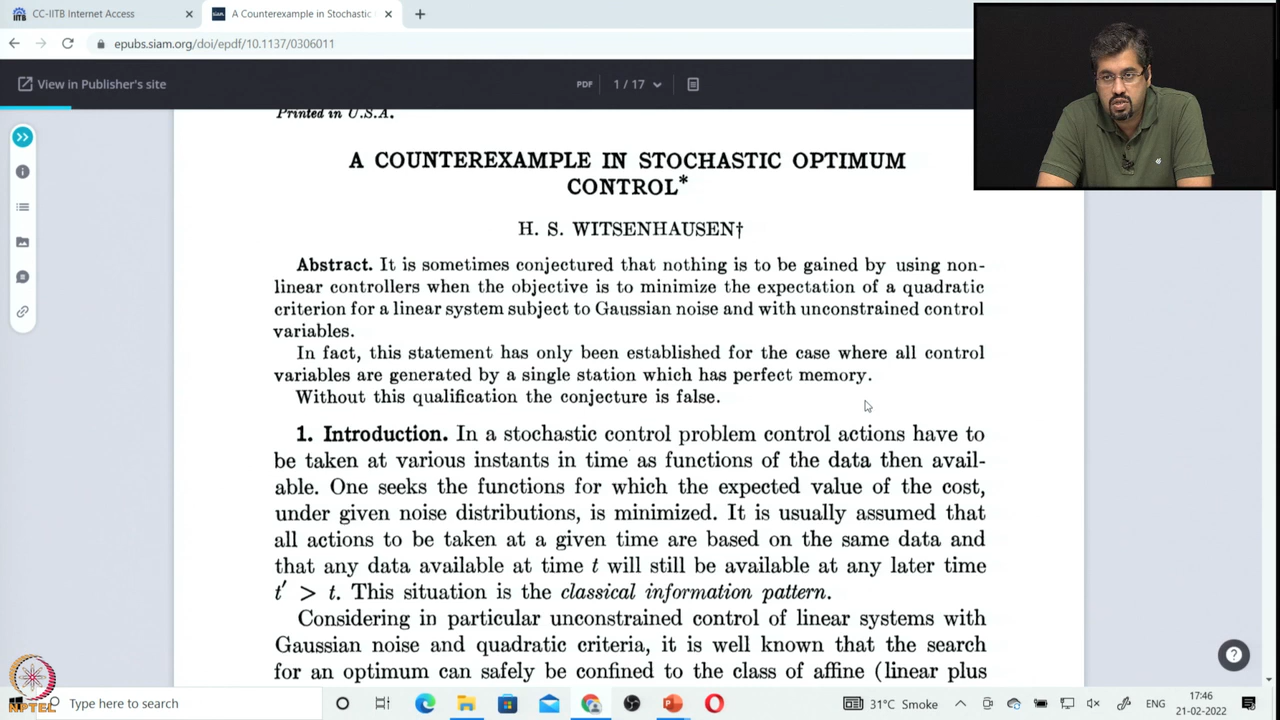 CC-IITB Internet Access
A Counterexample in Stochastic
epubs.siam.org/doi/epdf/10.1137/0306011
View in Publisher's site
PDF 1 / 17
Printed in U.S.A.
A COUNTEREXAMPLE IN STOCHASTIC OPTIMUM
CONTROL*
H. S. WITSENHAUSEN†
Abstract. It is sometimes conjectured that nothing is to be gained by using non-
linear controllers when the objective is to minimize the expectation of a quadratic
criterion for a linear system subject to Gaussian noise and with unconstrained control
variables.
In fact, this statement has only been established for the case where all control
variables are generated by a single station which has perfect memory.
Without this qualification the conjecture is false.
1. Introduction. In a stochastic control problem control actions have to
be taken at various instants in time as functions of the data then avail-
able. One seeks the functions for which the expected value of the cost,
under given noise distributions, is minimized. It is usually assumed that
all actions to be taken at a given time are based on the same data and
that any data available at time t will still be available at any later time
t′ > t. This situation is the classical information pattern.
Considering in particular unconstrained control of linear systems with
Gaussian noise and quadratic criteria, it is well known that the search
for an optimum can safely be confined to the class of affine (linear plus
NPTEL
Type here to search
31°C Smoke
ENG
17:46
21-02-2022